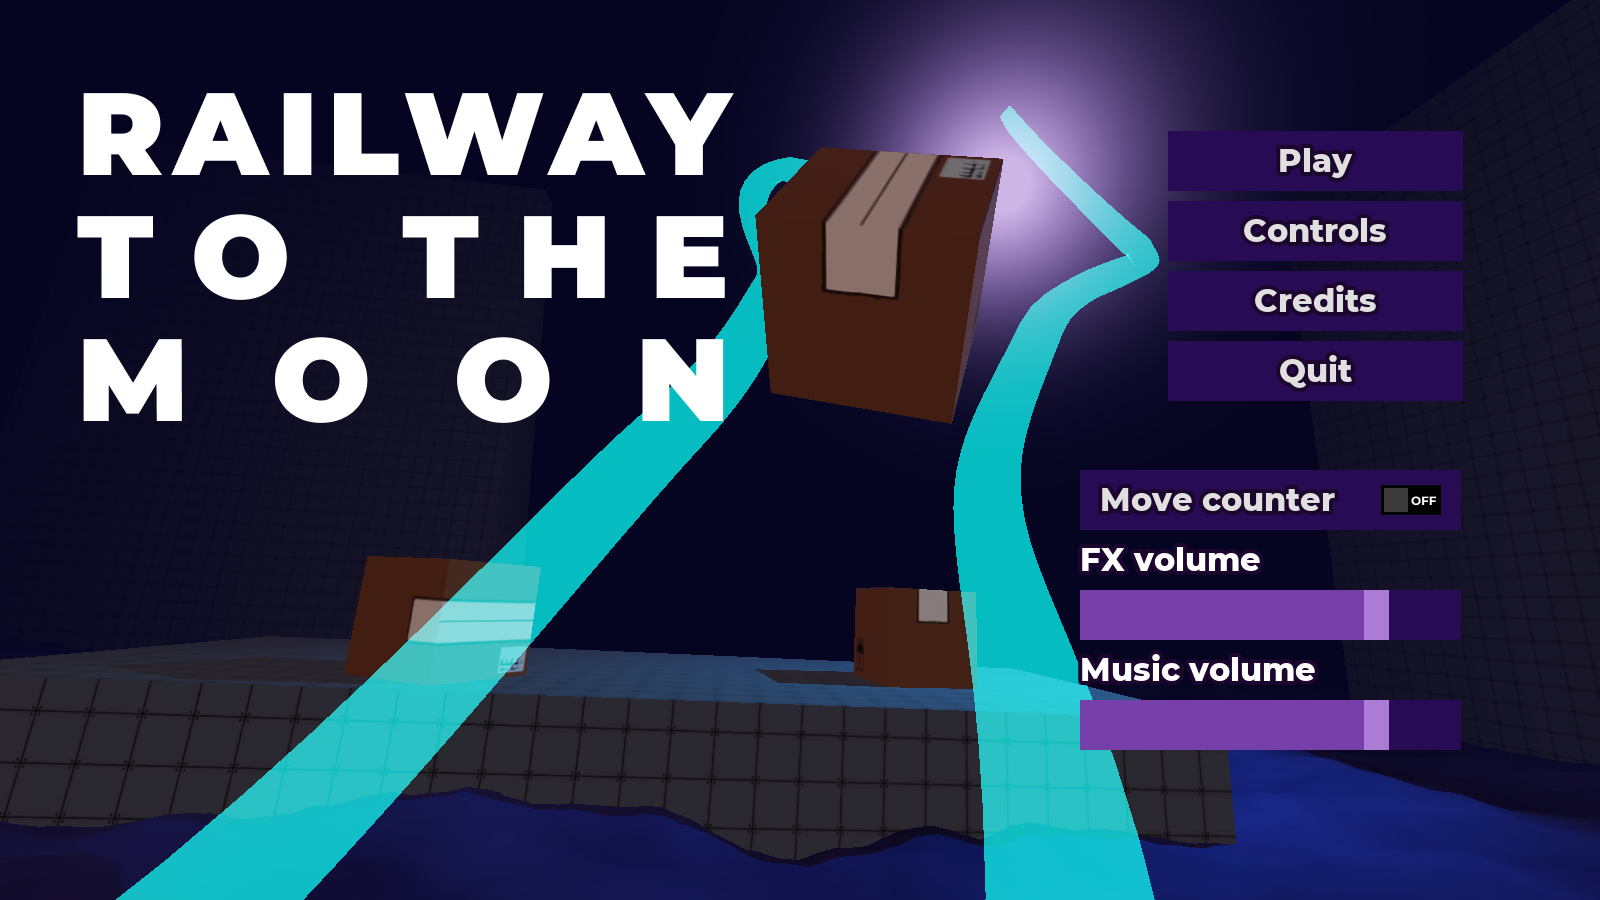 RAILWAY
TO THE
MOON
Play
Controls
Credits
Quit
Move counter OFF
FX volume
Music volume